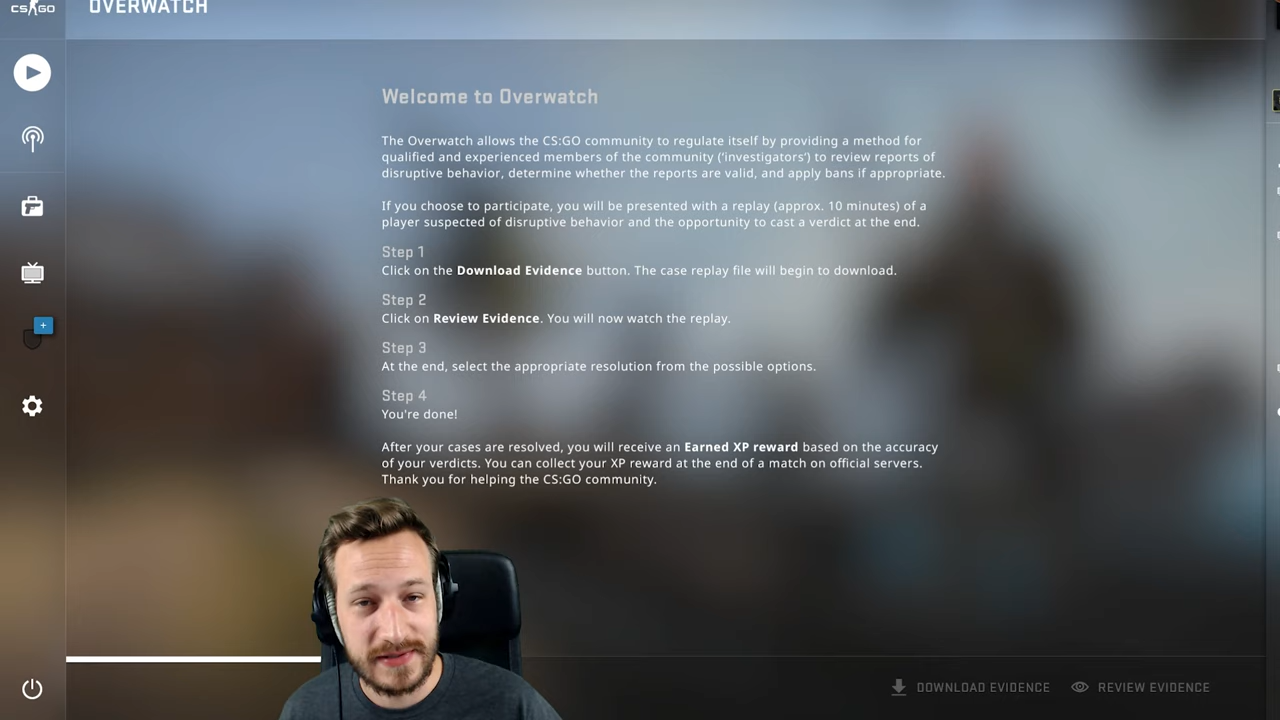 CS GO
OVERWATCH
Welcome to Overwatch
The Overwatch allows the CS:GO community to regulate itself by providing a method for
qualified and experienced members of the community ('investigators') to review reports of
disruptive behavior, determine whether the reports are valid, and apply bans if appropriate.
If you choose to participate, you will be presented with a replay (approx. 10 minutes) of a
player suspected of disruptive behavior and the opportunity to cast a verdict at the end.
Step 1
Click on the Download Evidence button. The case replay file will begin to download.
Step 2
Click on Review Evidence. You will now watch the replay.
Step 3
At the end, select the appropriate resolution from the possible options.
Step 4
You're done!
After your cases are resolved, you will receive an Earned XP reward based on the accuracy
of your verdicts. You can collect your XP reward at the end of a match on official servers.
Thank you for helping the CS:GO community.
DOWNLOAD EVIDENCE REVIEW EVIDENCE